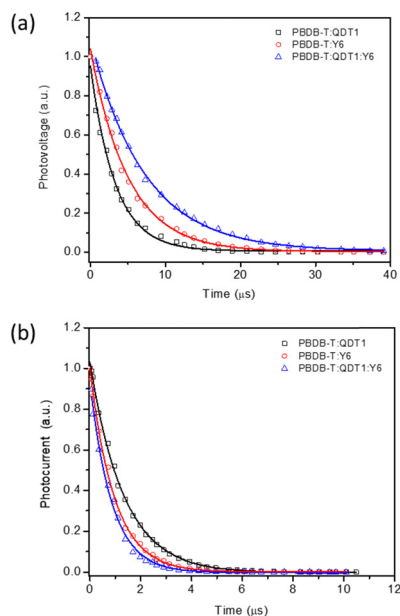 (a)
1.2
1.0
0.8
0.6
0.4
0.2
0.0
Photovoltage (a.u.)
PBDB-T:QDT1
PBDB-T:Y6
PBDB-T:QDT1:Y6
0 10 20 30 40
Time (μs)
(b)
1.2
1.0
0.8
0.6
0.4
0.2
0.0
Photocurrent (a.u.)
PBDB-T:QDT1
PBDB-T:Y6
PBDB-T:QDT1:Y6
0 2 4 6 8 10 12
Time (μs)